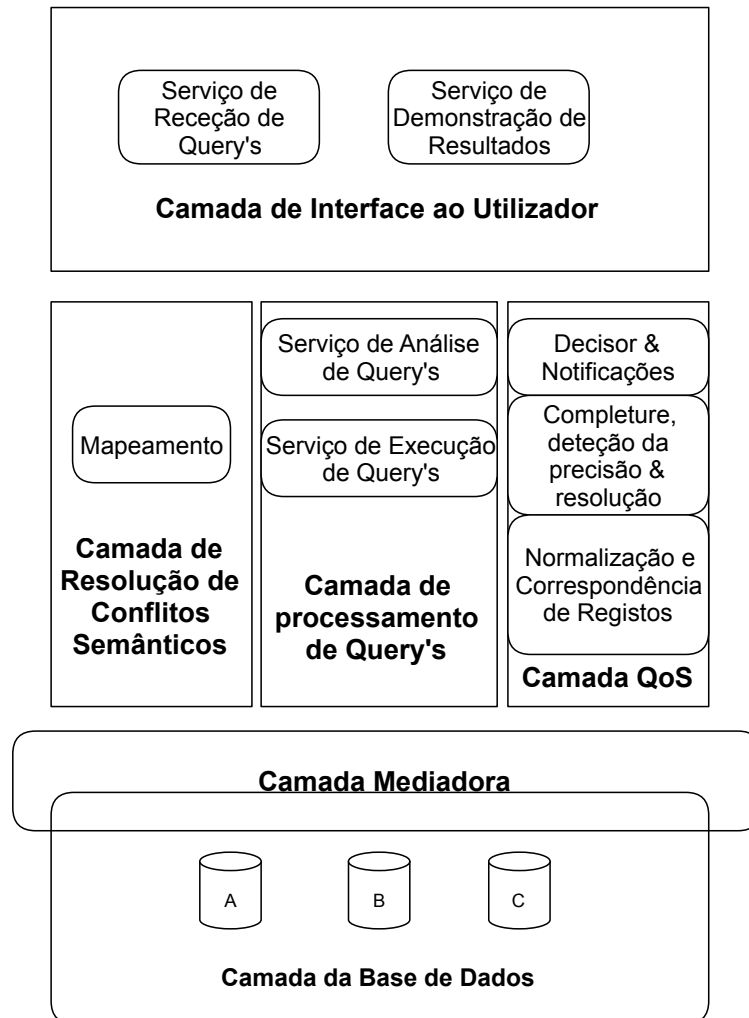 Serviço de
Receção de
Query's
Serviço de
Demonstração de
Resultados
Camada de Interface ao Utilizador
Mapeamento
Camada de
Resolução de
Conflitos
Semânticos
Serviço de Análise
de Query's
Serviço de Execução
de Query's
Camada de
processamento
de Query's
Decisor &
Notificações
Completure,
deteção da
precisão &
resolução
Normalização e
Correspondência
de Registos
Camada QoS
Camada Mediadora
A
B
C
Camada da Base de Dados